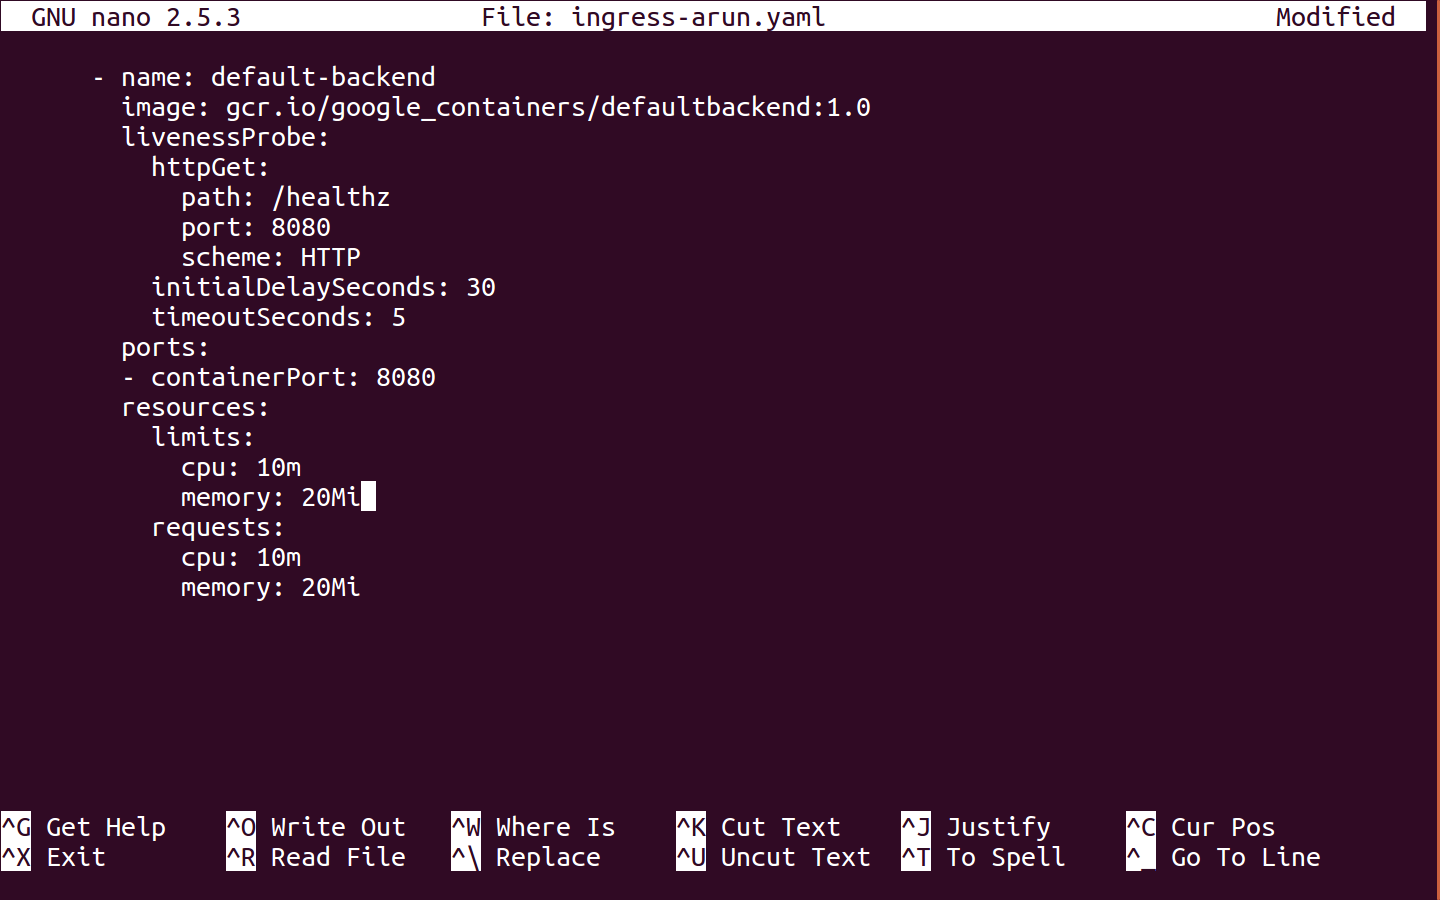 GNU nano 2.5.3 File: ingress-arun.yaml Modified
- name: default-backend
image: gcr.io/google_containers/defaultbackend:1.0
livenessProbe:
httpGet:
path: /healthz
port: 8080
scheme: HTTP
initialDelaySeconds: 30
timeoutSeconds: 5
ports:
- containerPort: 8080
resources:
limits:
cpu: 10m
memory: 20Mi
requests:
cpu: 10m
memory: 20Mi
^G Get Help ^O Write Out ^W Where Is ^K Cut Text ^J Justify ^C Cur Pos
^X Exit ^R Read File ^\ Replace ^U Uncut Text ^T To Spell ^_ Go To Line